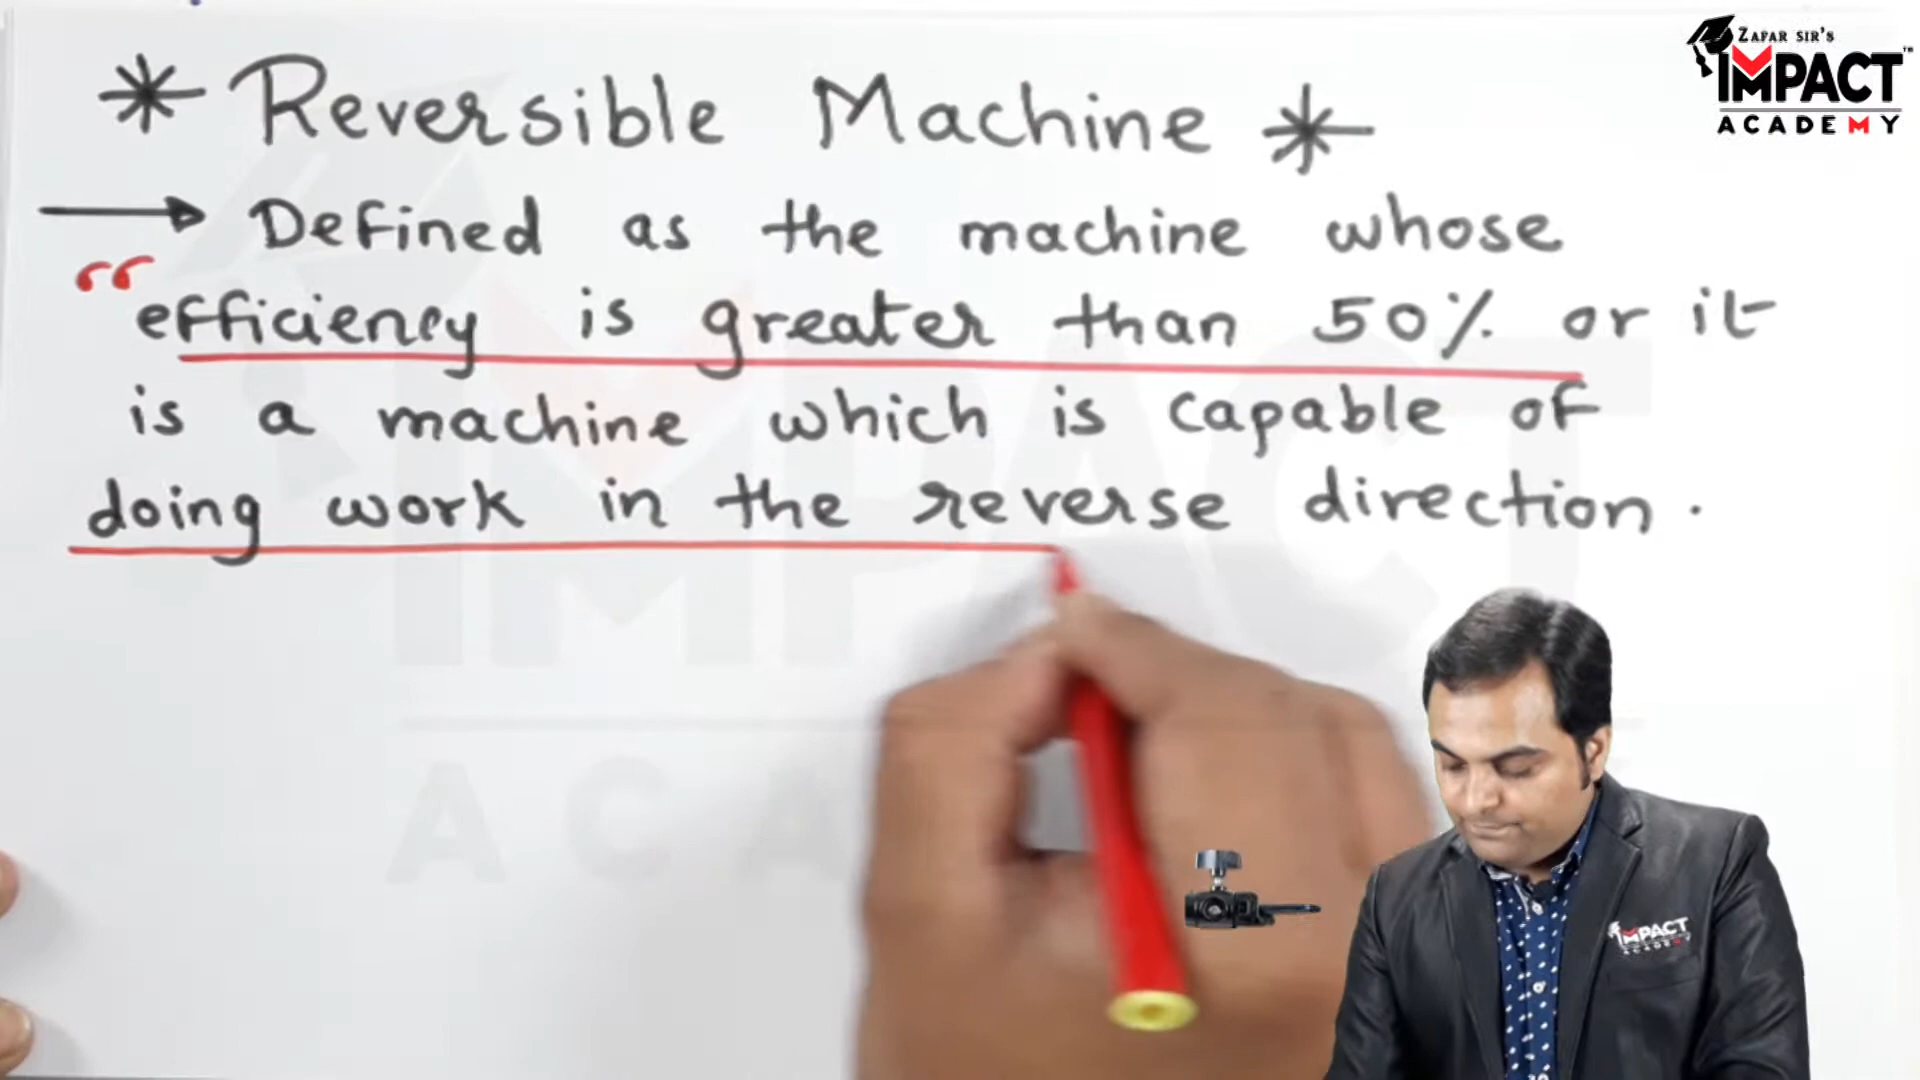 ZAFAR SIR'S
IMPACT
ACADEMY
* Reversible Machine *
→ Defined as the machine whose
“ efficiency is greater than 50% or it
is a machine which is capable of
doing work in the reverse direction.
IMPACT
ACADEMY